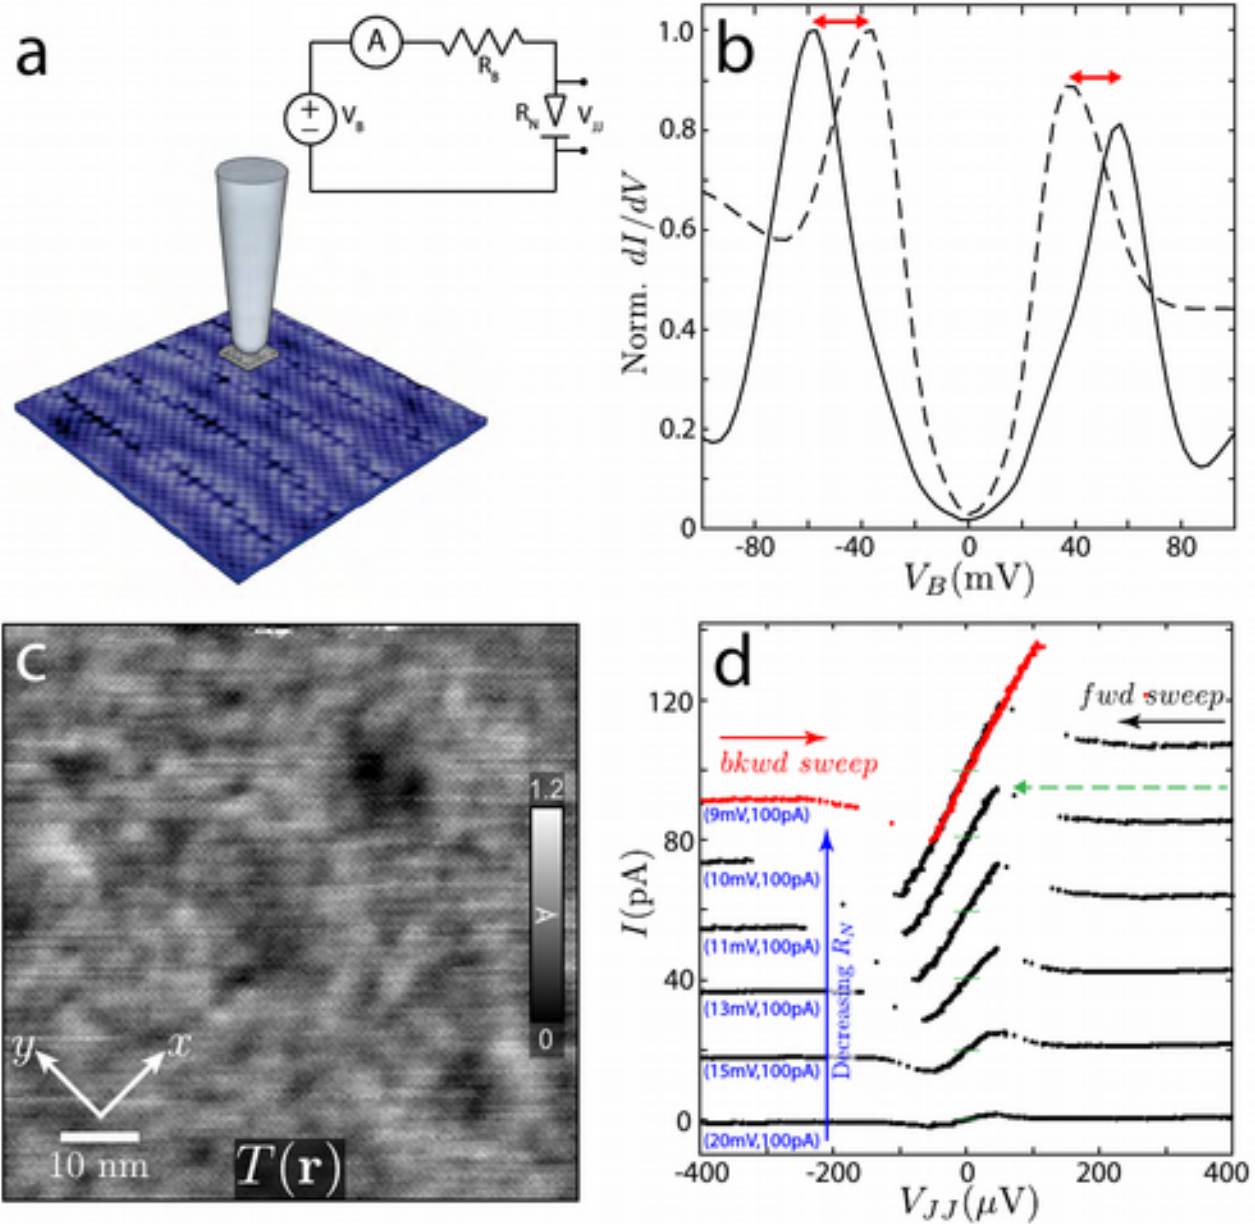 a
A
R_B
V_B
R_N
V_JJ
b
1.0
0.8
0.6
0.4
0.2
0
Norm. dI/dV
-80 -40 0 40 80
V_B(mV)
c
1.2
Å
0
y x
10 nm
T(r)
d
fwd sweep
bkwd sweep
(9mV,100pA)
(10mV,100pA)
(11mV,100pA)
(13mV,100pA)
(15mV,100pA)
(20mV,100pA)
Decreasing R_N
120
80
40
0
I(pA)
-400 -200 0 200 400
V_JJ(μV)